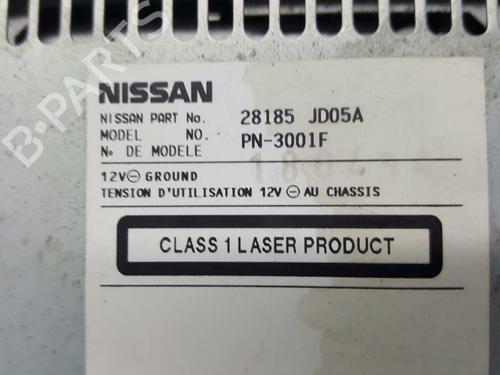 NISSAN
NISSAN PART No. 28185 JD05A
MODEL NO. PN-3001F
No DE MODELE
12V⊖GROUND
TENSION D'UTILISATION 12V⊖AU CHASSIS
CLASS 1 LASER PRODUCT